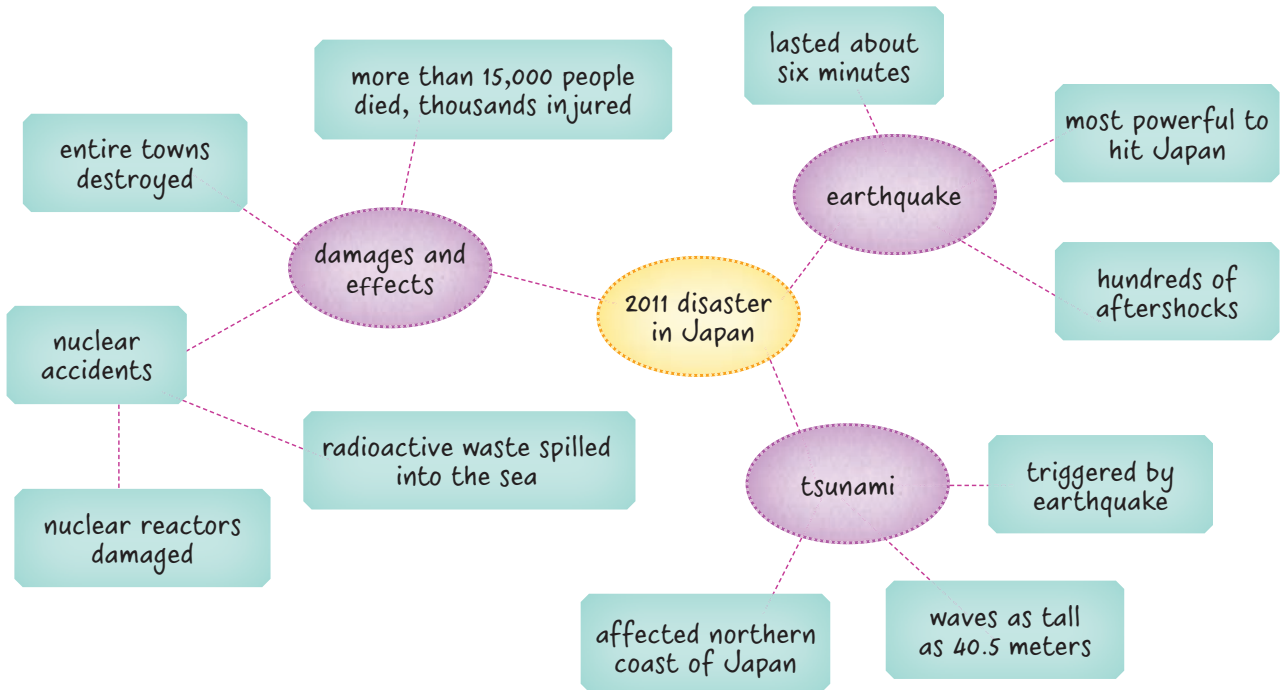 lasted about
six minutes
more than 15,000 people
died, thousands injured
most powerful to
hit Japan
entire towns
destroyed
earthquake
damages and
effects
hundreds of
aftershocks
2011 disaster
in Japan
nuclear
accidents
radioactive waste spilled
into the sea
tsunami
triggered by
earthquake
nuclear reactors
damaged
affected northern
coast of Japan
waves as tall
as 40.5 meters